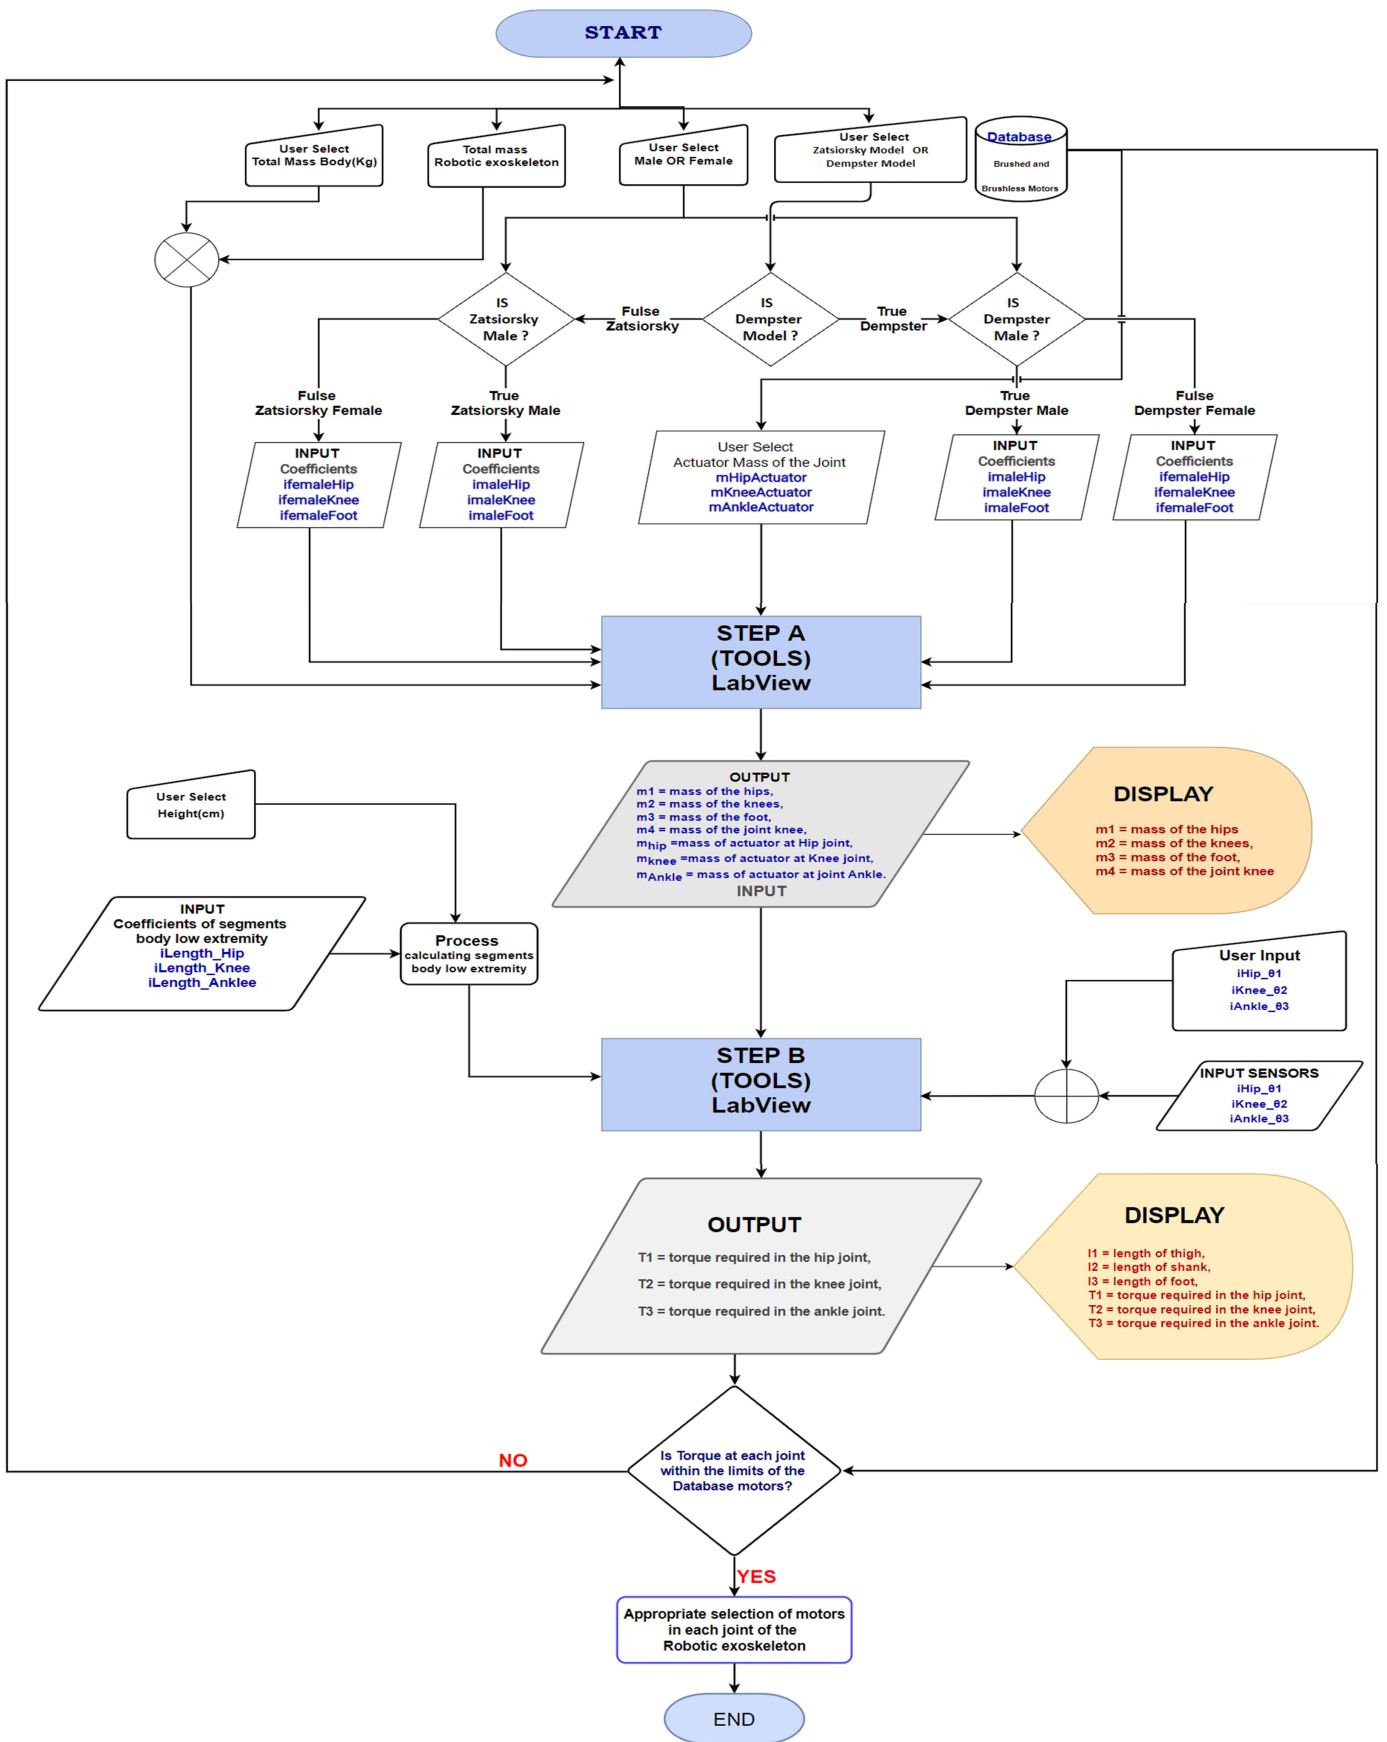 START
User Select
Total Mass Body(Kg)
Total mass
Robotic exoskeleton
User Select
Male OR Female
User Select
Zatsiorsky Model OR
Dempster Model
Database
Brushed and
Brushless Motors
IS
Zatsiorsky
Male ?
Fulse
Zatsiorsky
IS
Dempster
Model ?
True
Dempster
IS
Dempster
Male ?
Fulse
Zatsiorsky Female
True
Zatsiorsky Male
True
Dempster Male
Fulse
Dempster Female
INPUT
Coefficients
ifemaleHip
ifemaleKnee
ifemaleFoot
INPUT
Coefficients
imaleHip
imaleKnee
imaleFoot
User Select
Actuator Mass of the Joint
mHipActuator
mKneeActuator
mAnkleActuator
INPUT
Coefficients
imaleHip
imaleKnee
imaleFoot
INPUT
Coefficients
ifemaleHip
ifemaleKnee
ifemaleFoot
STEP A
(TOOLS)
LabView
User Select
Height(cm)
OUTPUT
m1 = mass of the hips,
m2 = mass of the knees,
m3 = mass of the foot,
m4 = mass of the joint knee,
mhip =mass of actuator at Hip joint,
mknee =mass of actuator at Knee joint,
mAnkle = mass of actuator at joint Ankle.
INPUT
DISPLAY
m1 = mass of the hips
m2 = mass of the knees,
m3 = mass of the foot,
m4 = mass of the joint knee
INPUT
Coefficients of segments
body low extremity
iLength_Hip
iLength_Knee
iLength_Anklee
Process
calculating segments
body low extremity
User Input
iHip_θ1
iKnee_θ2
iAnkle_θ3
STEP B
(TOOLS)
LabView
INPUT SENSORS
iHip_θ1
iKnee_θ2
iAnkle_θ3
OUTPUT
T1 = torque required in the hip joint,
T2 = torque required in the knee joint,
T3 = torque required in the ankle joint.
DISPLAY
l1 = length of thigh,
l2 = length of shank,
l3 = length of foot,
T1 = torque required in the hip joint,
T2 = torque required in the knee joint,
T3 = torque required in the ankle joint.
NO
Is Torque at each joint
within the limits of the
Database motors?
YES
Appropriate selection of motors
in each joint of the
Robotic exoskeleton
END